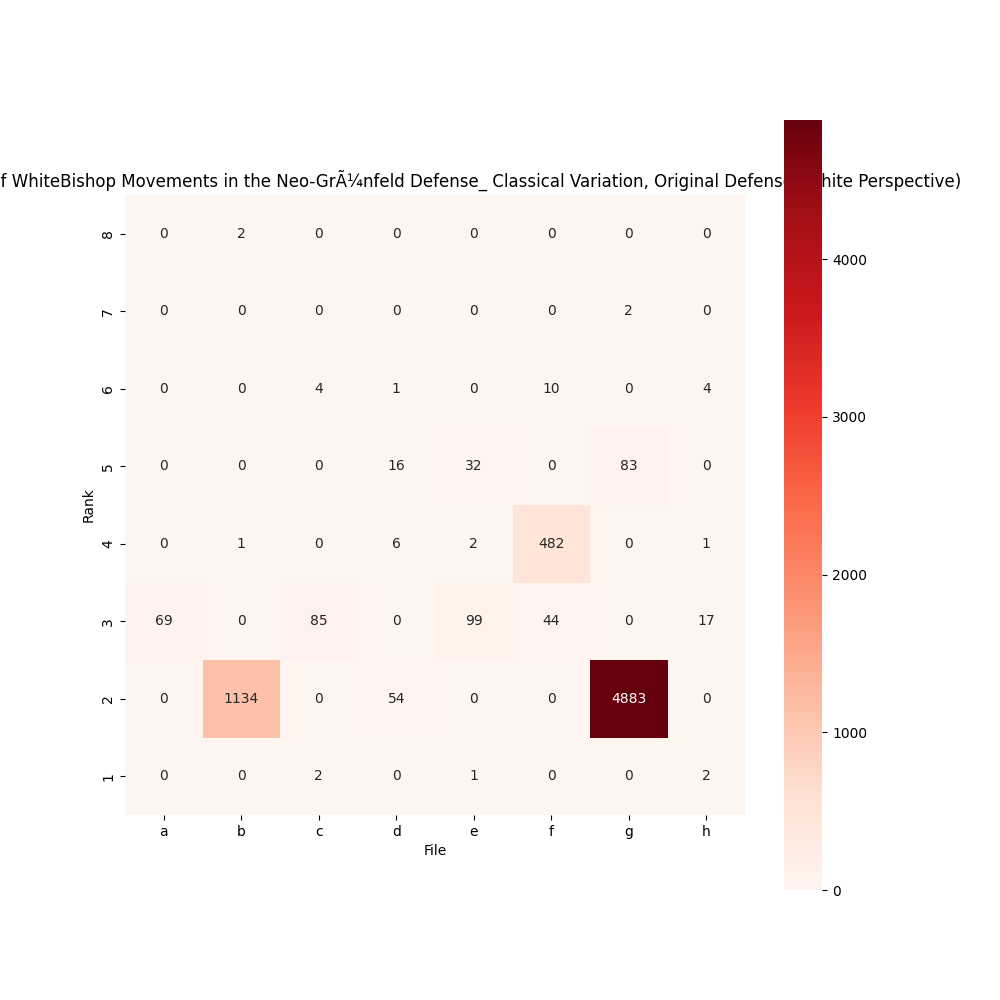 f WhiteBishop Movements in the Neo-GrÃ¼nfeld Defense_ Classical Variation, Original Defens hite Perspective)
8 0 2 0 0 0 0 0 0
7 0 0 0 0 0 0 2 0
6 0 0 4 1 0 10 0 4
5 0 0 0 16 32 0 83 0
4 0 1 0 6 2 482 0 1
3 69 0 85 0 99 44 0 17
2 0 1134 0 54 0 0 4883 0
1 0 0 2 0 1 0 0 2
a b c d e f g h
File
Rank
4000
3000
2000
1000
0